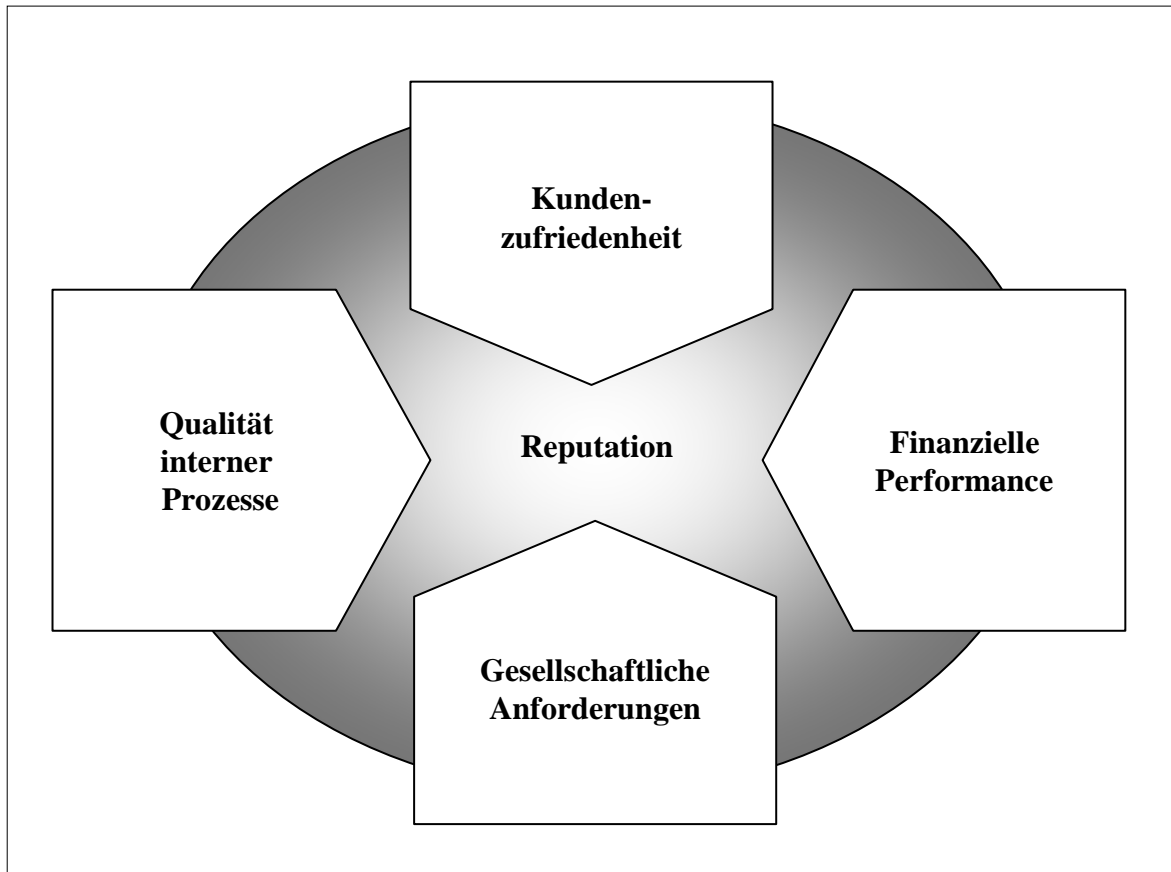 Kunden-
zufriedenheit
Qualität
interner
Prozesse
Reputation
Finanzielle
Performance
Gesellschaftliche
Anforderungen